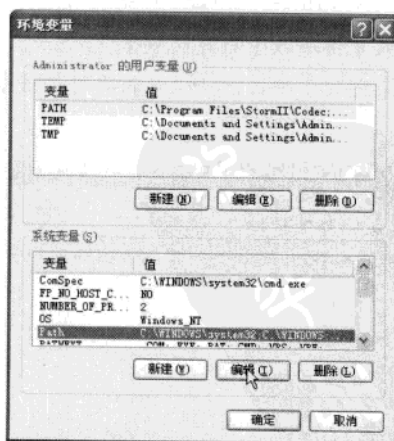 环境变量
Administrator 的用户变量(U)
变量 值
PATH C:\Program Files\StormII\Codec;...
TEMP C:\Documents and Settings\Admin...
TMP C:\Documents and Settings\Admin...
新建(N) 编辑(E) 删除(D)
系统变量(S)
变量 值
ComSpec C:\WINDOWS\system32\cmd.exe
FP_NO_HOST_C... NO
NUMBER_OF_PR... 2
OS Windows_NT
Path C:\WINDOWS\system32;C:\WINDOWS
新建(W) 编辑(I) 删除(L)
确定 取消